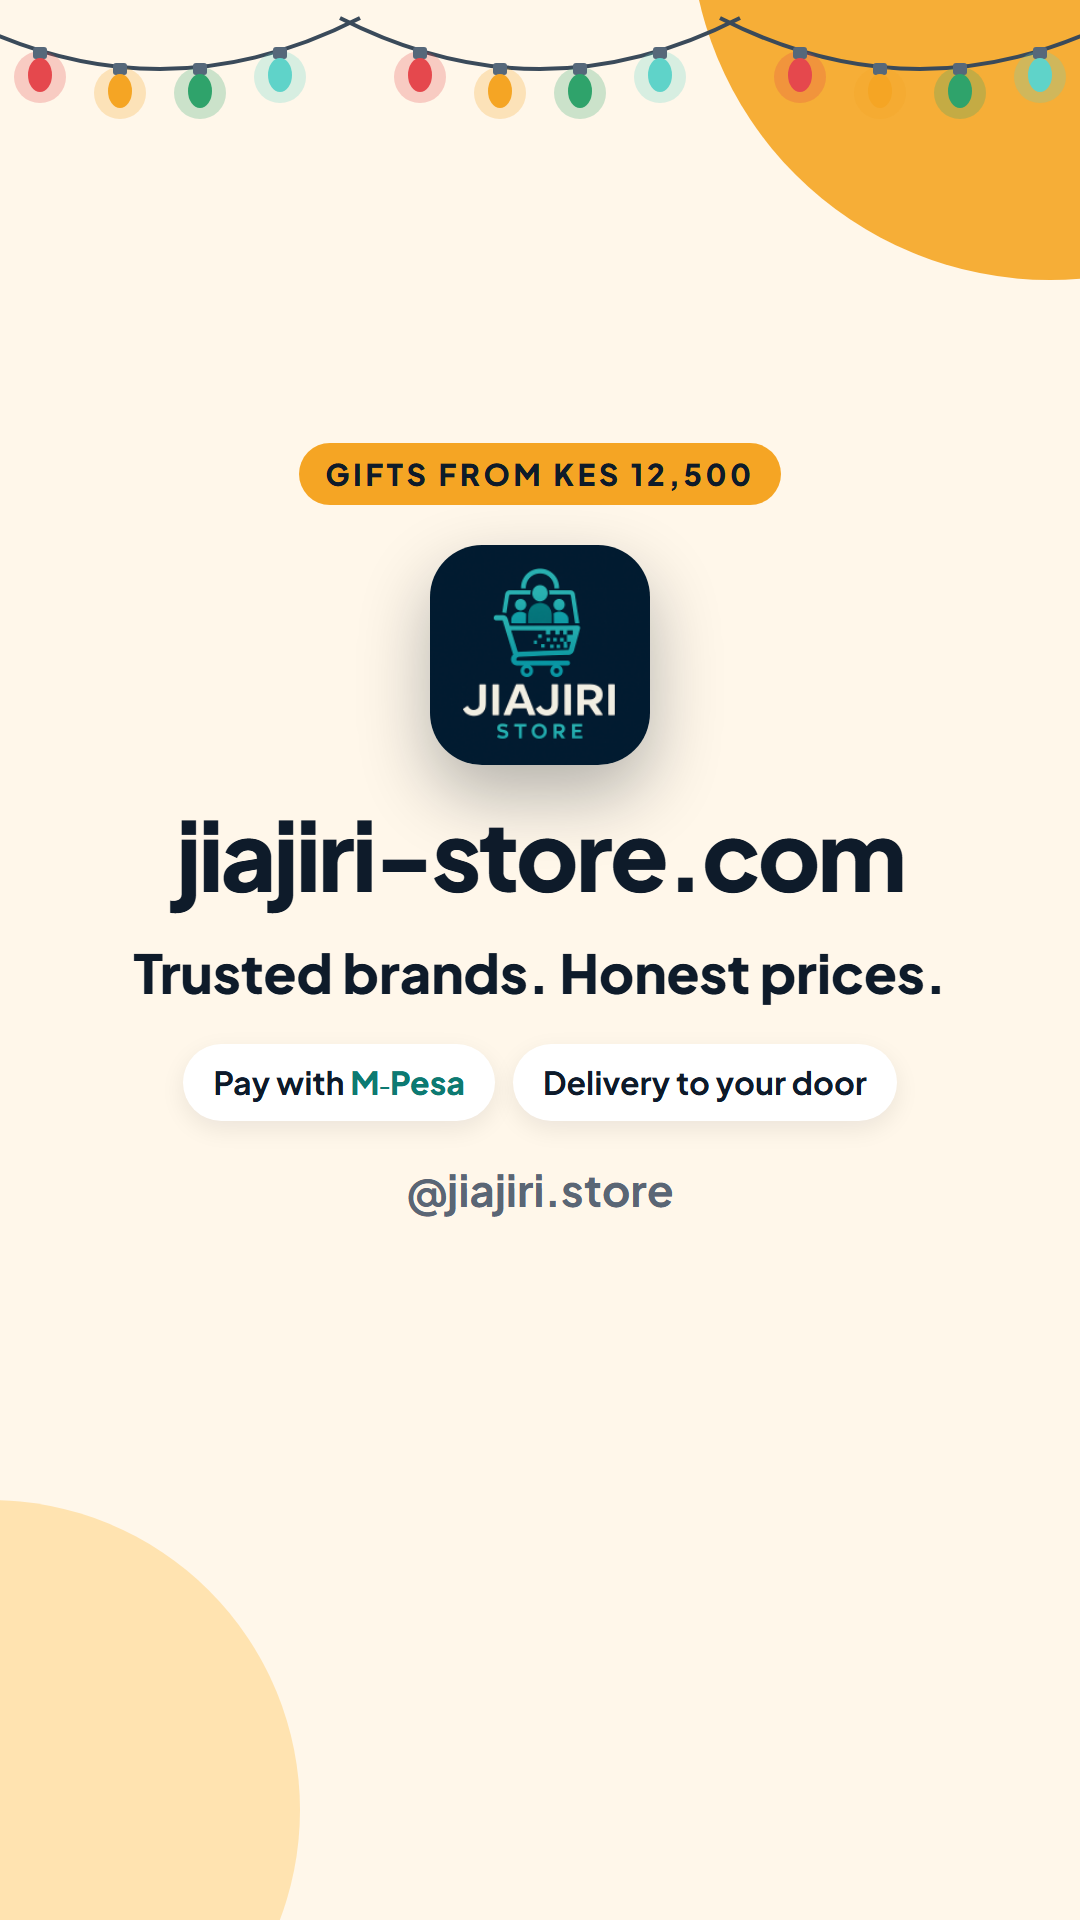 GIFTS FROM KES 12,500
JIAJIRI
STORE
jiajiri-store.com
Trusted brands. Honest prices.
Pay with M-Pesa
Delivery to your door
@jiajiri.store